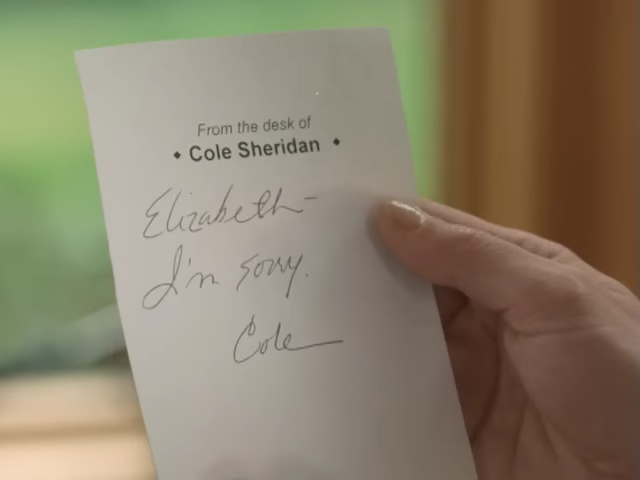 From the desk of
• Cole Sheridan •
Elizabeth-
I'm sorry.
Cole